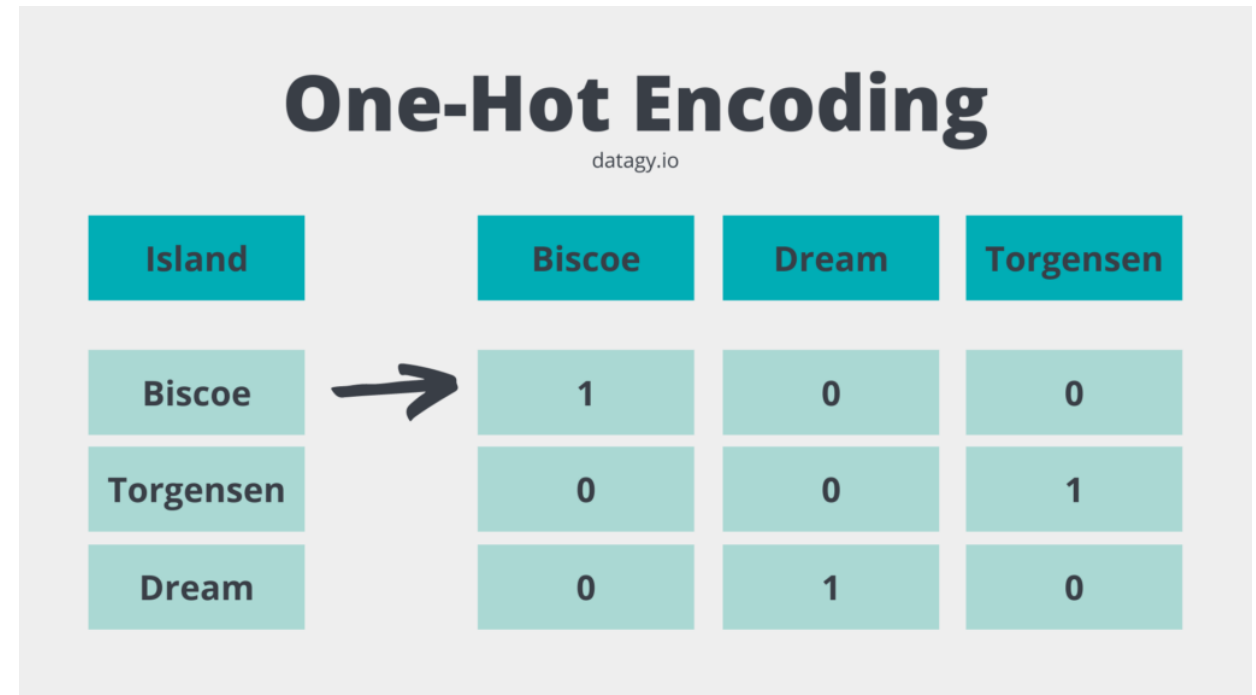 One-Hot Encoding
datagy.io
Island Biscoe Dream Torgensen
Biscoe 1 0 0
Torgensen 0 0 1
Dream 0 1 0